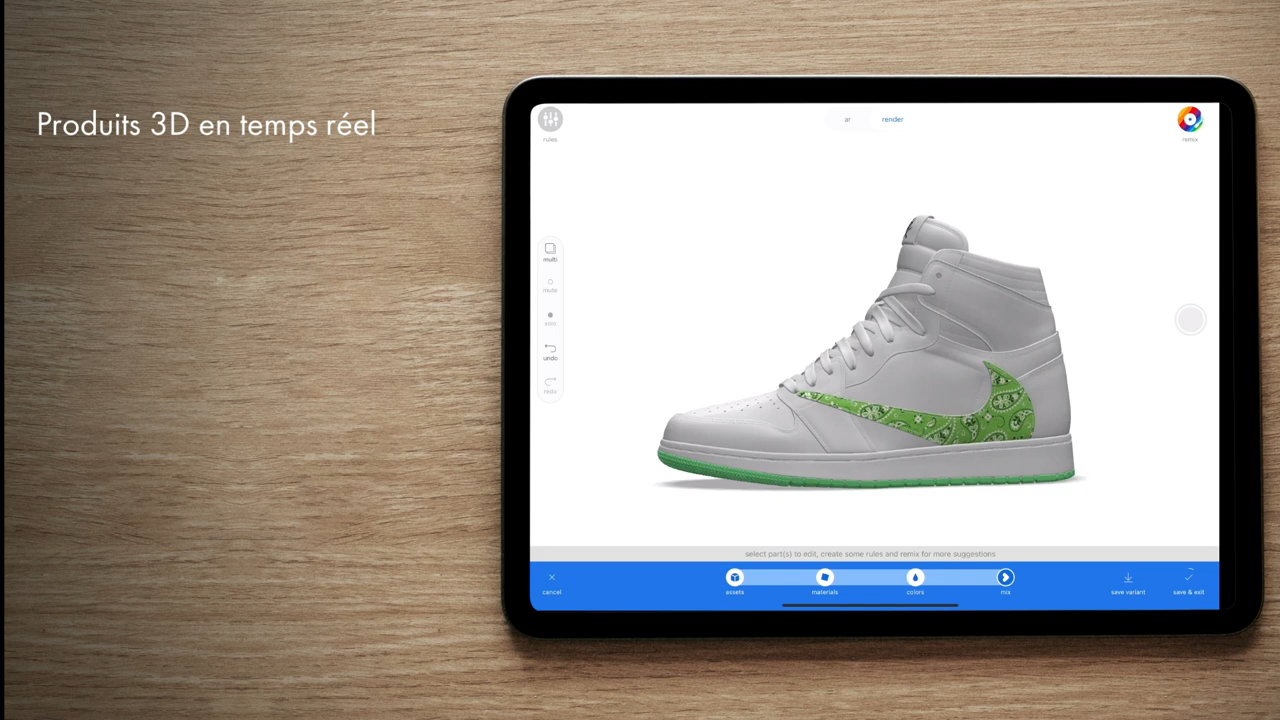 Produits 3D en temps réel
ar
render
rules
remix
multi
mute
solo
undo
redo
select part(s) to edit, create some rules and remix for more suggestions
cancel
assets
materials
colors
mix
save variant
save & exit